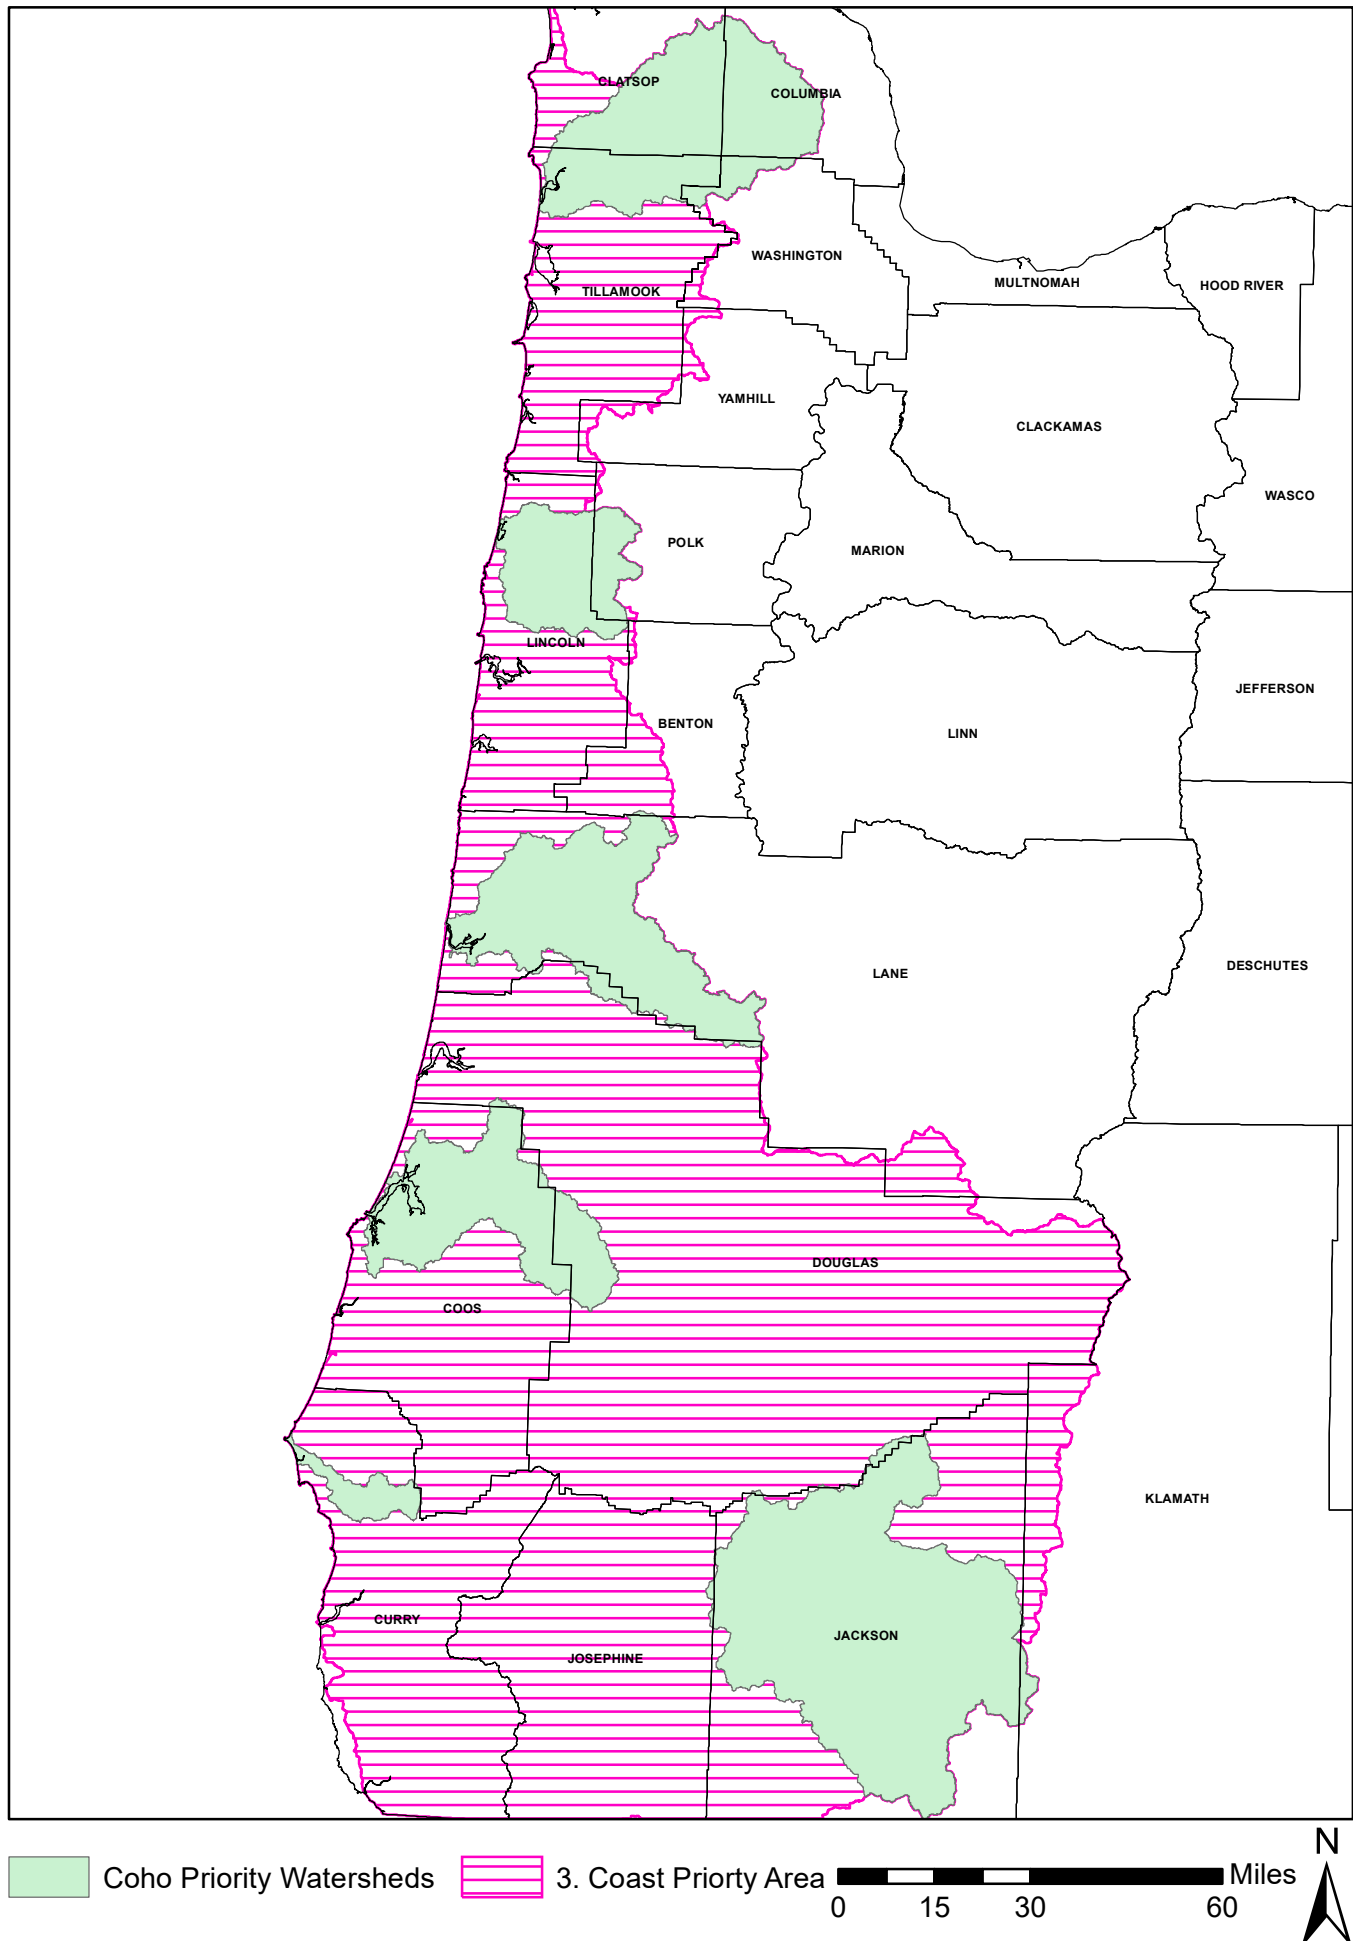 CLATSOP
COLUMBIA
WASHINGTON
TILLAMOOK
MULTNOMAH
HOOD RIVER
YAMHILL
CLACKAMAS
WASCO
POLK
MARION
LINCOLN
JEFFERSON
BENTON
LINN
LANE
DESCHUTES
DOUGLAS
COOS
KLAMATH
CURRY
JACKSON
JOSEPHINE
N
Coho Priority Watersheds
3. Coast Priorty Area
Miles
0 15 30 60